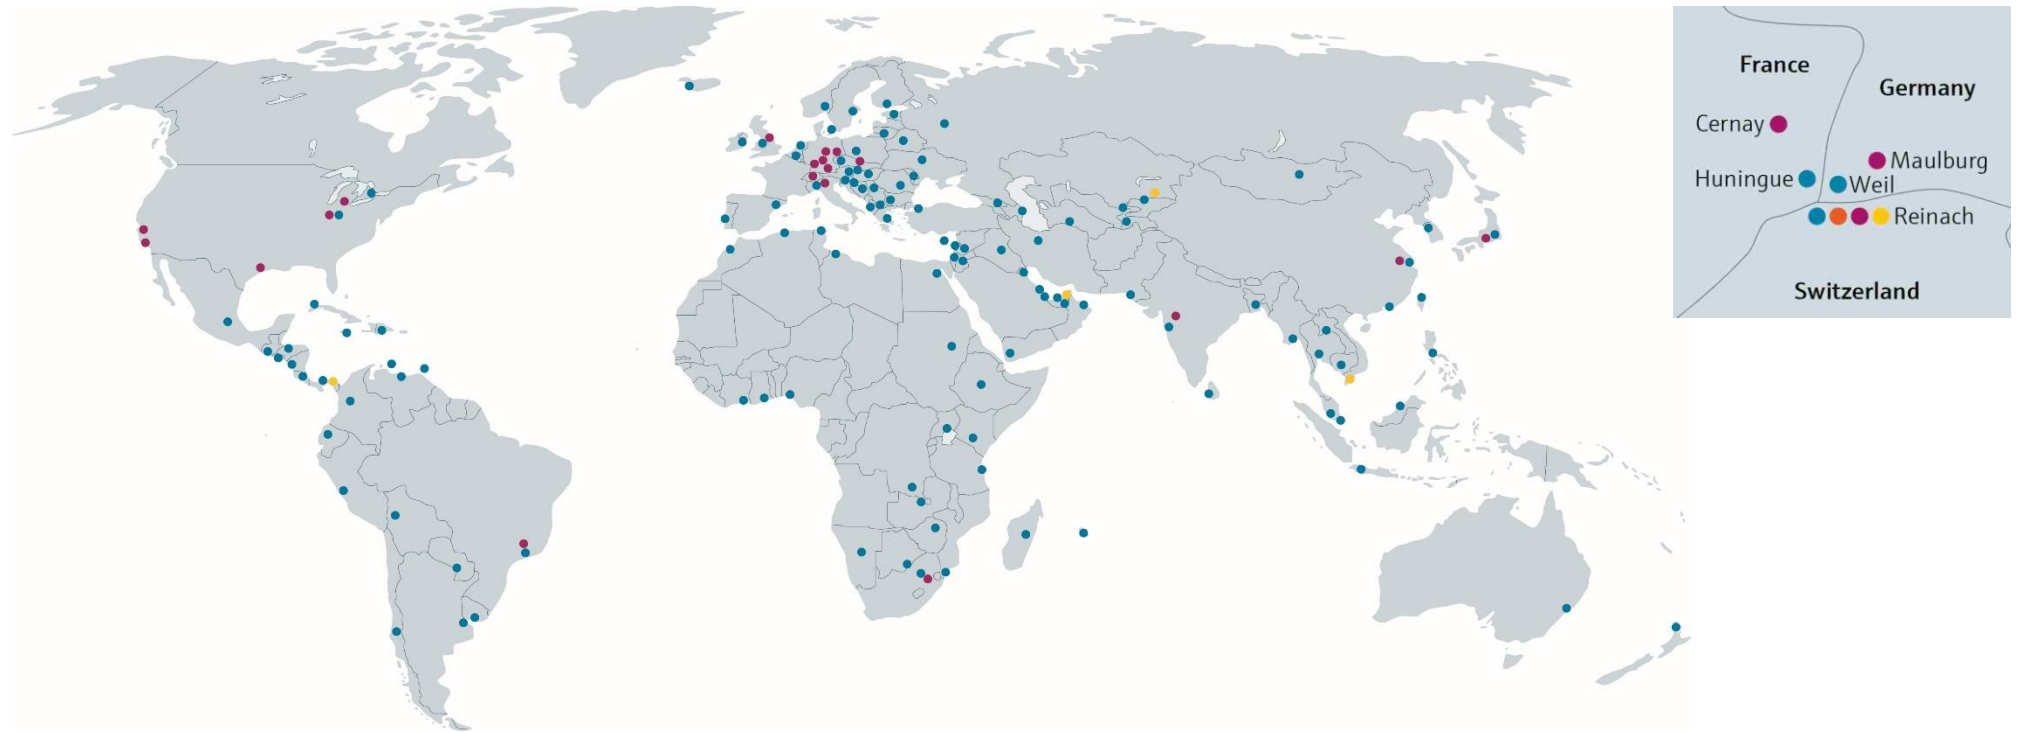 France
Germany
Cernay
Maulburg
Huningue
Weil
Reinach
Switzerland